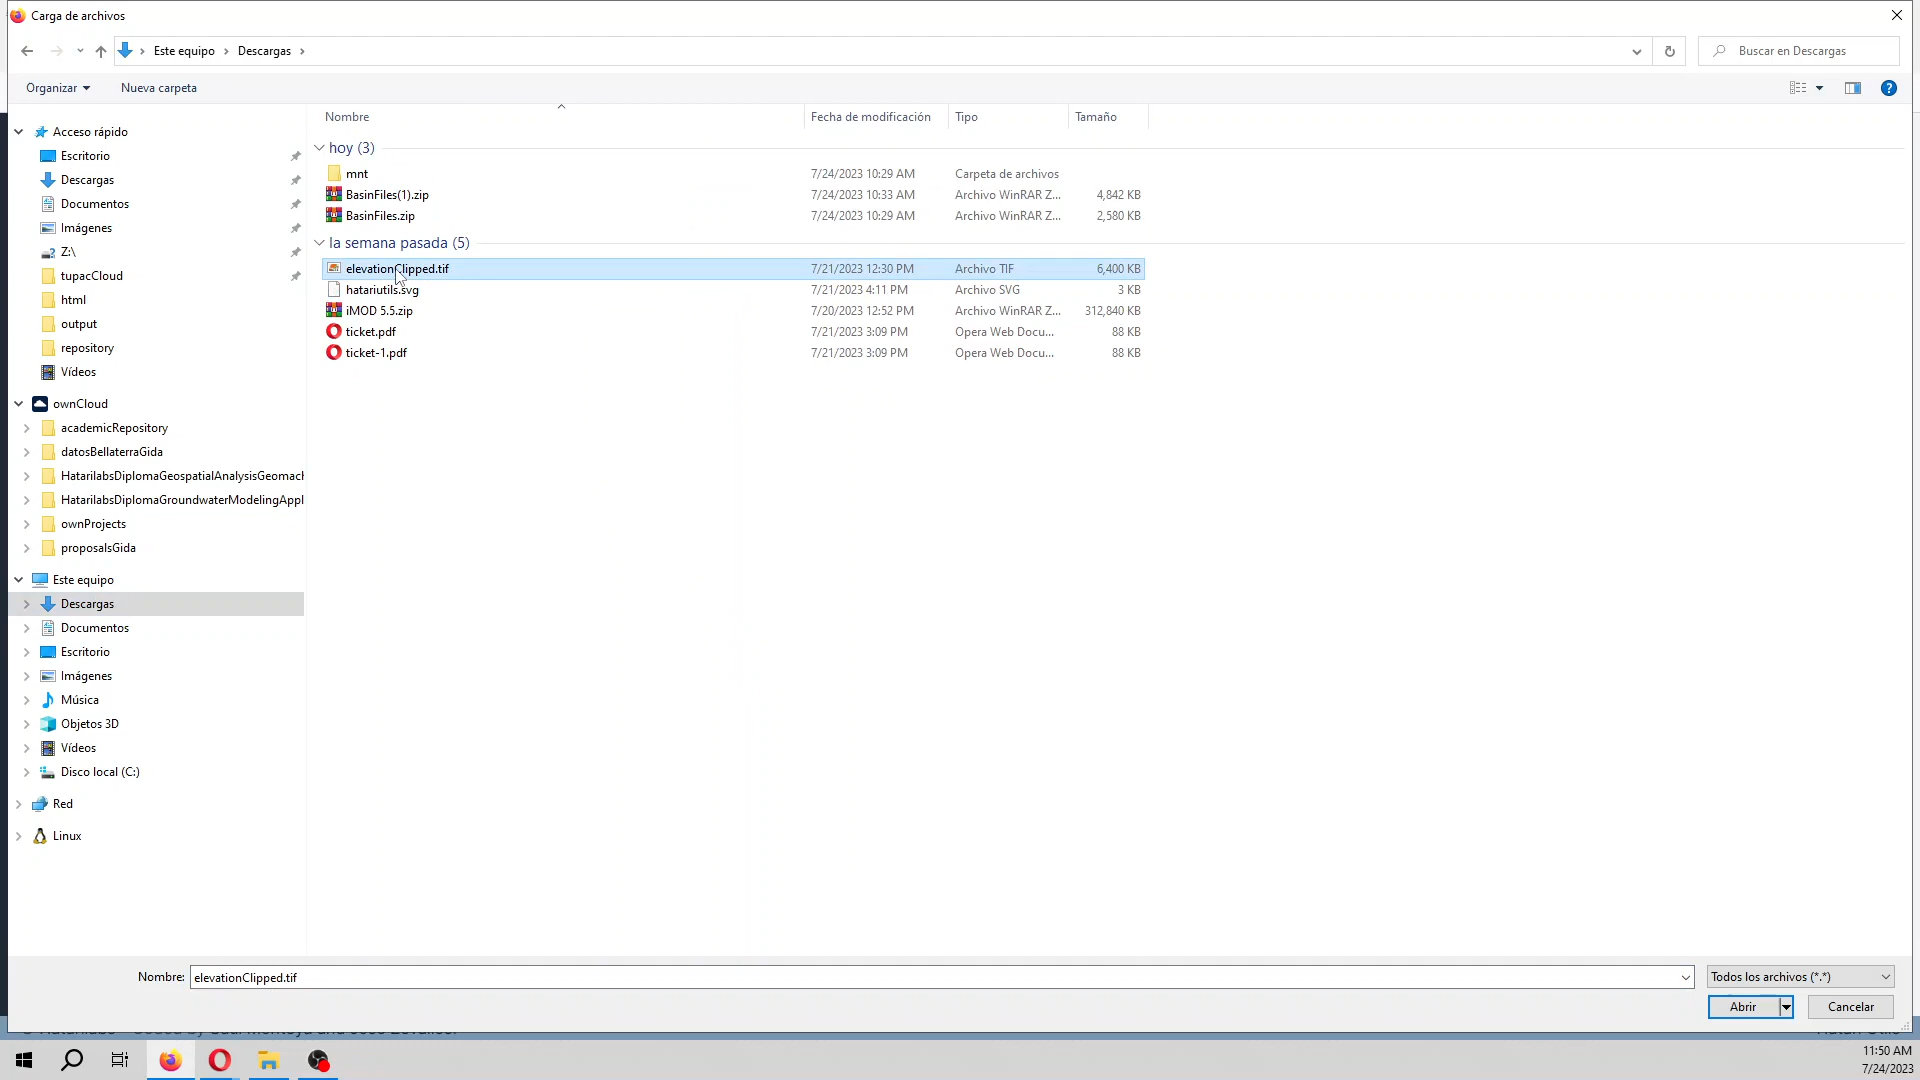 Carga de archivos
Este equipo Descargas
Buscar en Descargas
Organizar Nueva carpeta
Nombre Fecha de modificación Tipo Tamaño
Acceso rápido
Escritorio
Descargas
Documentos
Imágenes
Z:\
tupacCloud
html
output
repository
Vídeos
ownCloud
academicRepository
datosBellaterraGida
HatarilabsDiplomaGeospatialAnalysisGeomach
HatarilabsDiplomaGroundwaterModelingAppl
ownProjects
proposalsGida
Este equipo
Descargas
Documentos
Escritorio
Imágenes
Música
Objetos 3D
Vídeos
Disco local (C:)
Red
Linux
hoy (3)
mnt 7/24/2023 10:29 AM Carpeta de archivos
BasinFiles(1).zip 7/24/2023 10:33 AM Archivo WinRAR Z... 4,842 KB
BasinFiles.zip 7/24/2023 10:29 AM Archivo WinRAR Z... 2,580 KB
la semana pasada (5)
elevationClipped.tif 7/21/2023 12:30 PM Archivo TIF 6,400 KB
hatariutils.svg 7/21/2023 4:11 PM Archivo SVG 3 KB
iMOD 5.5.zip 7/20/2023 12:52 PM Archivo WinRAR Z... 312,840 KB
ticket.pdf 7/21/2023 3:09 PM Opera Web Docu... 88 KB
ticket-1.pdf 7/21/2023 3:09 PM Opera Web Docu... 88 KB
Nombre: elevationClipped.tif Todos los archivos (*.*)
Abrir Cancelar
11:50 AM
7/24/2023